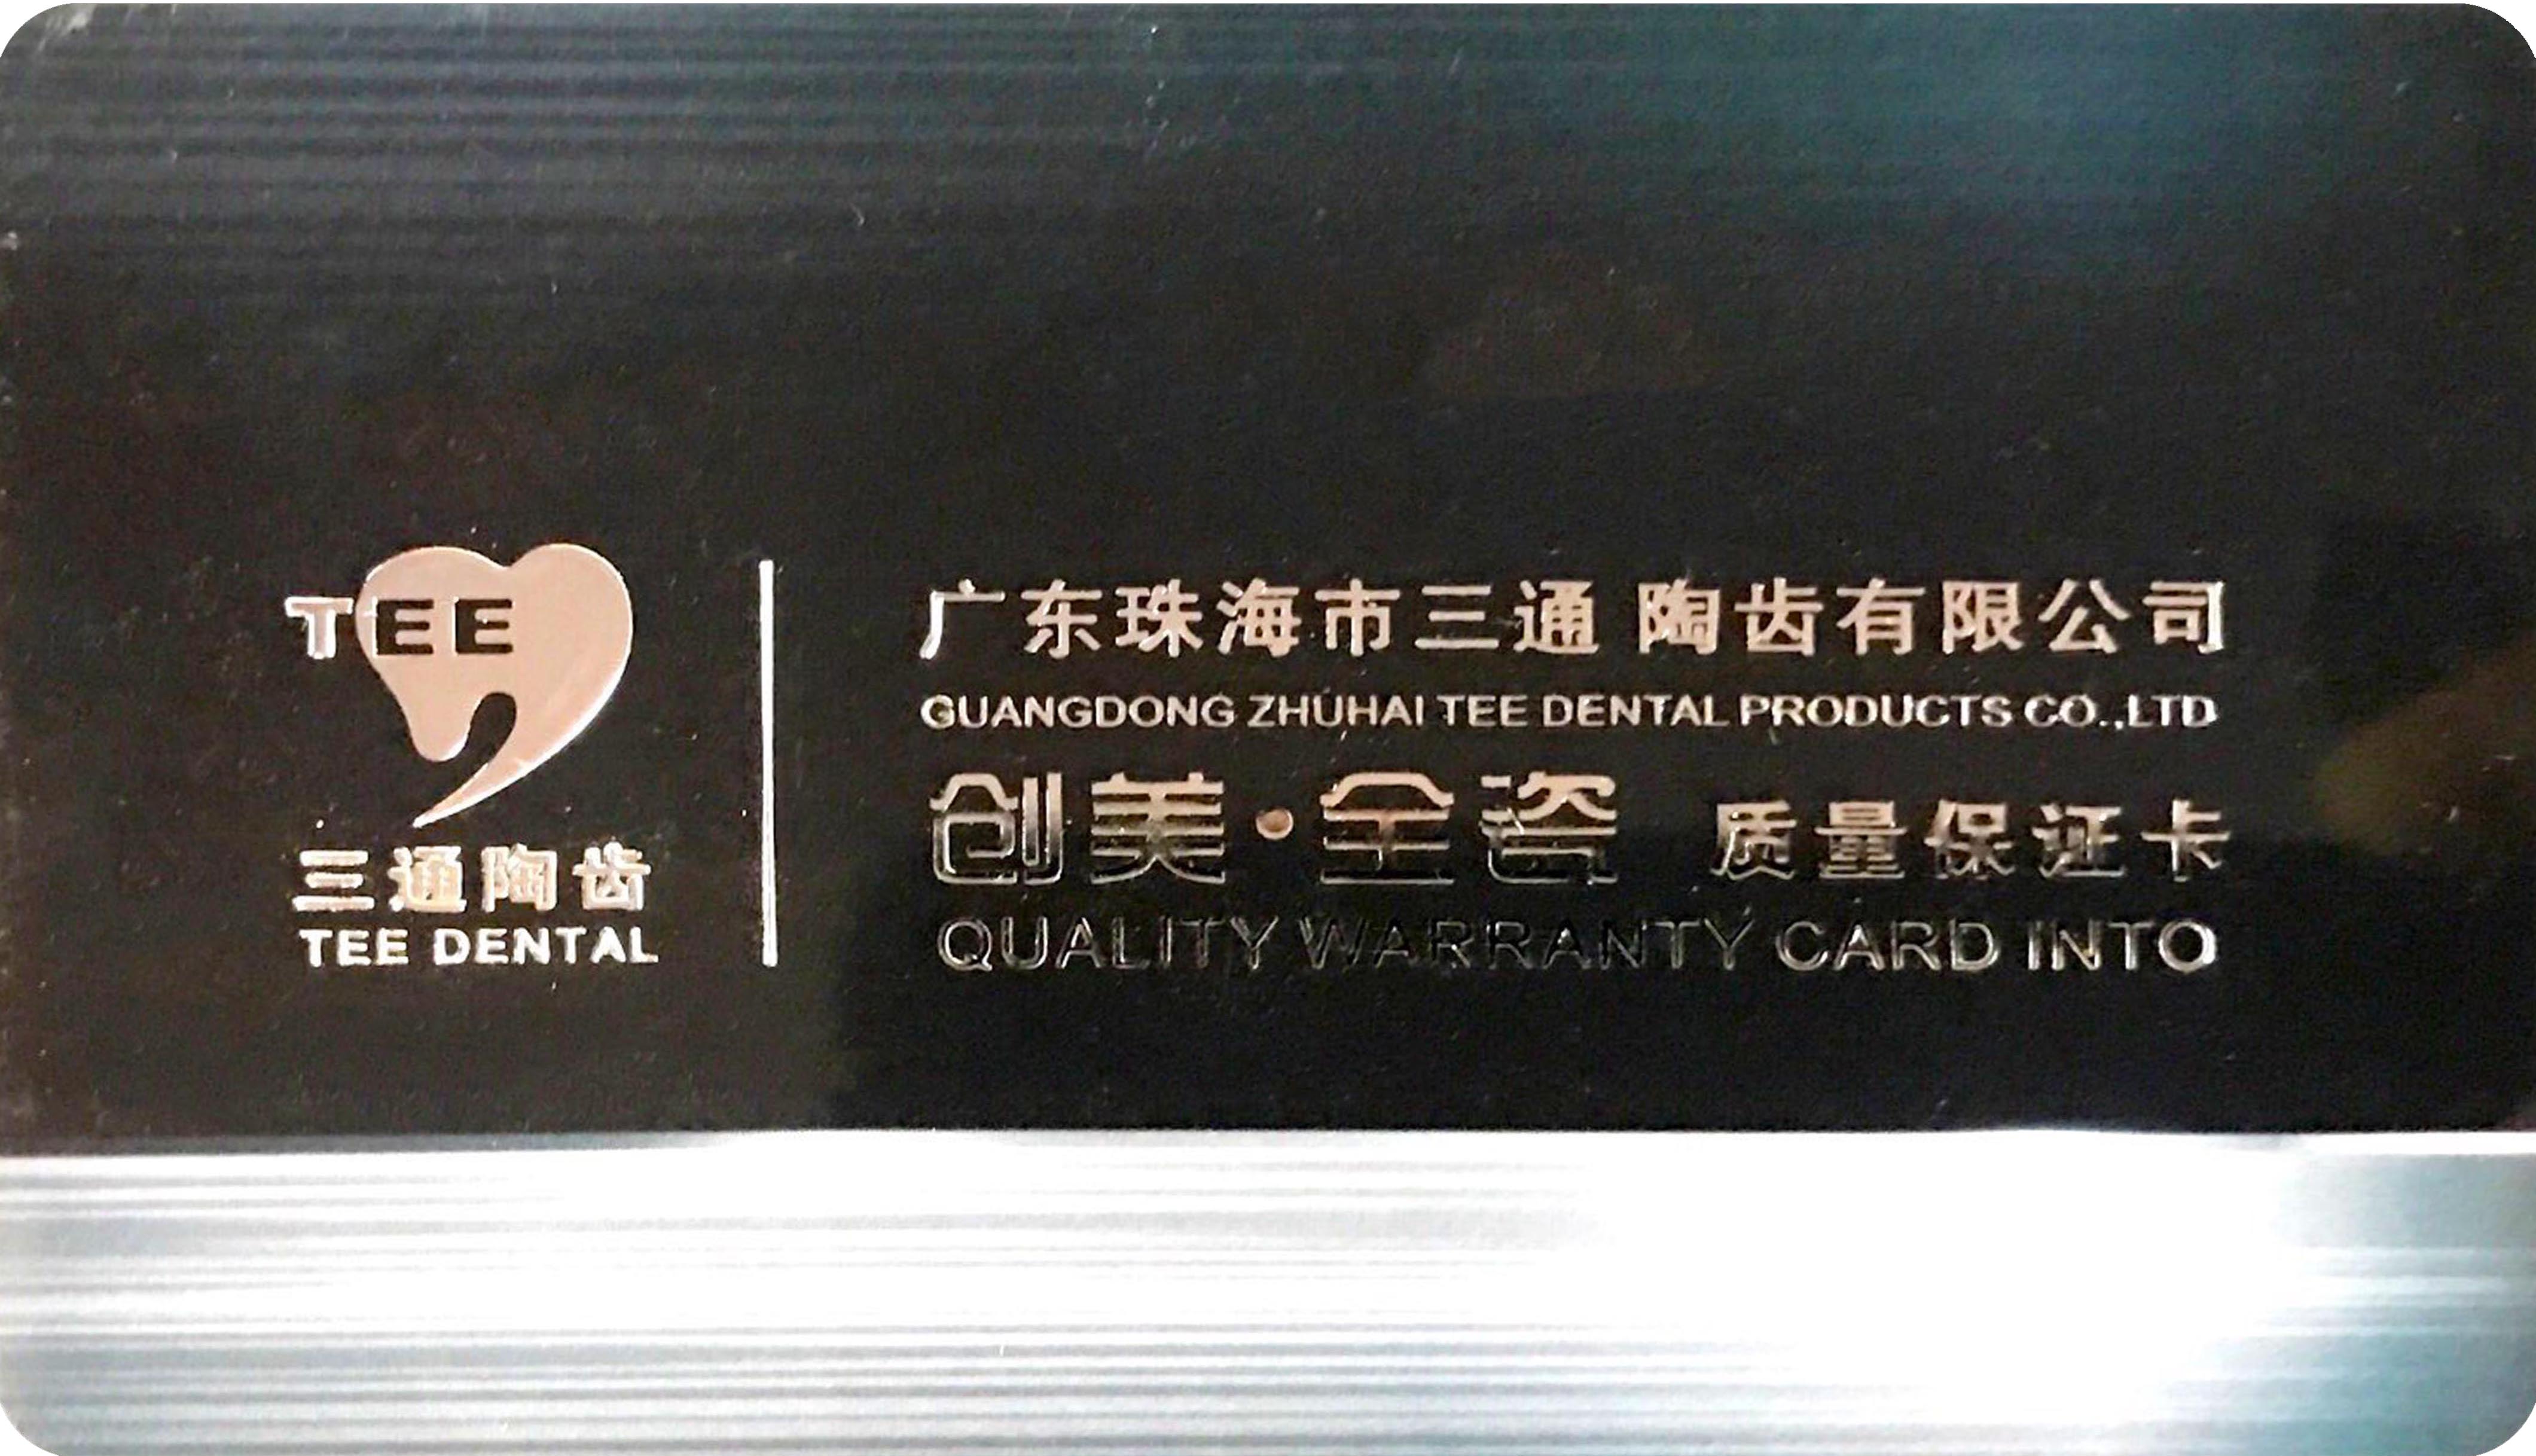 TEE
三通陶齿
TEE DENTAL
广东珠海市三通 陶齿有限公司
GUANGDONG ZHUHAI TEE DENTAL PRODUCTS CO.,LTD
创美·全瓷 质量保证卡
QUALITY WARRANTY CARD INTO